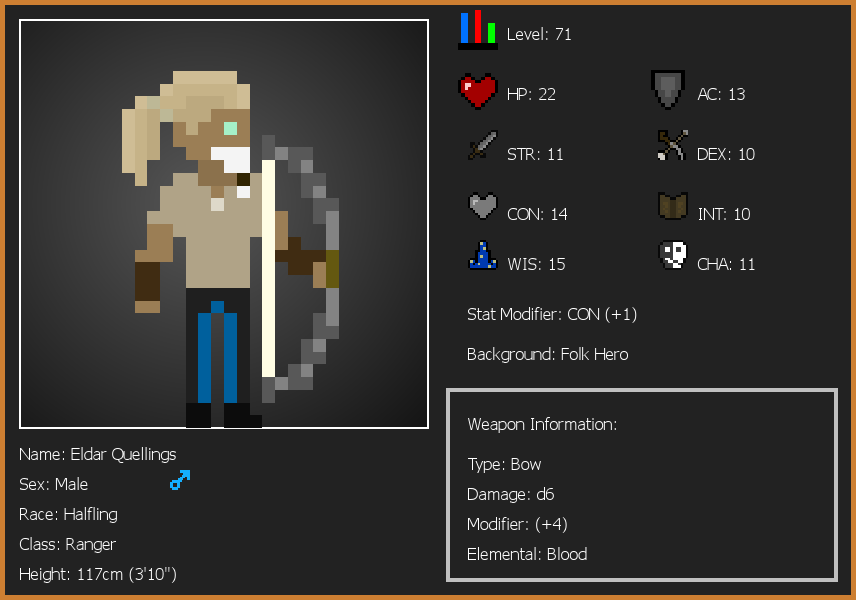 Level: 71
HP: 22
AC: 13
STR: 11
DEX: 10
CON: 14
INT: 10
WIS: 15
CHA: 11
Stat Modifier: CON (+1)
Background: Folk Hero
Weapon Information:
Type: Bow
Damage: d6
Modifier: (+4)
Elemental: Blood
Name: Eldar Quellings
Sex: Male
Race: Halfling
Class: Ranger
Height: 117cm (3'10")